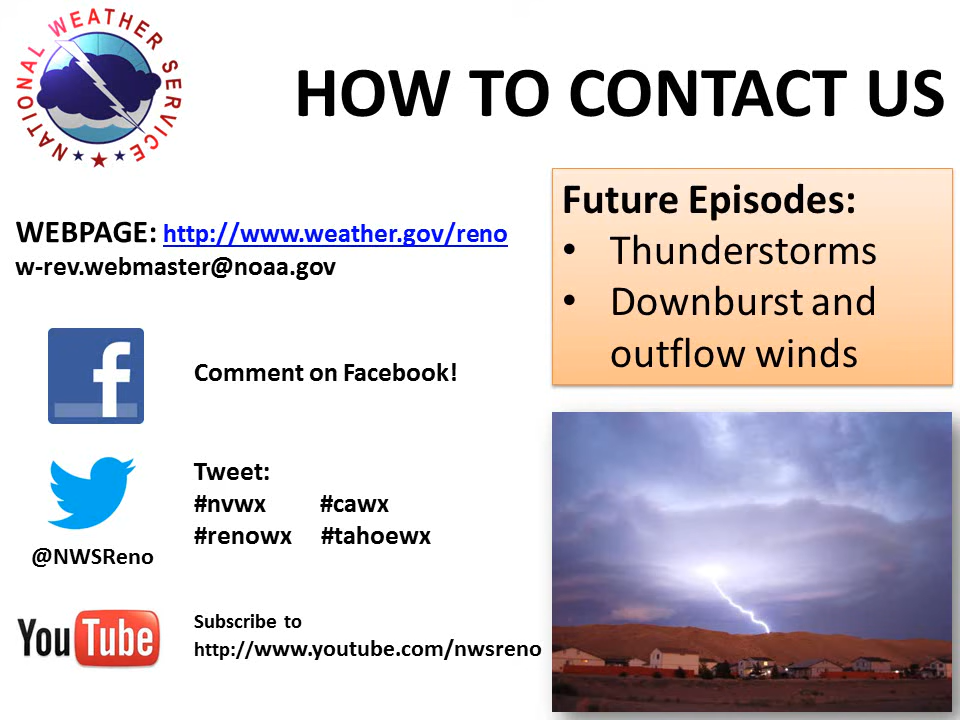 NATIONAL WEATHER SERVICE
HOW TO CONTACT US
WEBPAGE: http://www.weather.gov/reno
w-rev.webmaster@noaa.gov
f
Comment on Facebook!
Tweet:
#nvwx #cawx
#renowx #tahoewx
@NWSReno
YouTube
Subscribe to
http://www.youtube.com/nwsreno
Future Episodes:
• Thunderstorms
• Downburst and
outflow winds